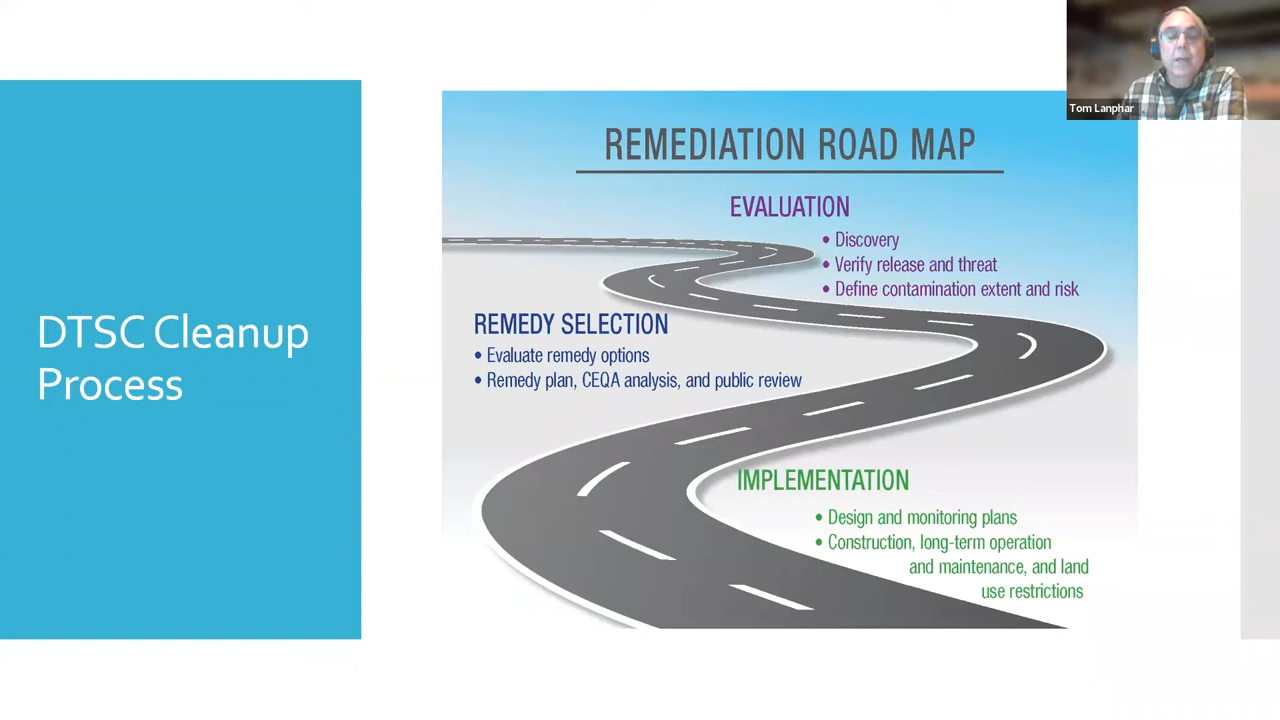 DTSC Cleanup
Process
REMEDIATION ROAD MAP
EVALUATION
• Discovery
• Verify release and threat
• Define contamination extent and risk
REMEDY SELECTION
• Evaluate remedy options
• Remedy plan, CEQA analysis, and public review
IMPLEMENTATION
• Design and monitoring plans
• Construction, long-term operation
and maintenance, and land
use restrictions
Tom Lanphar